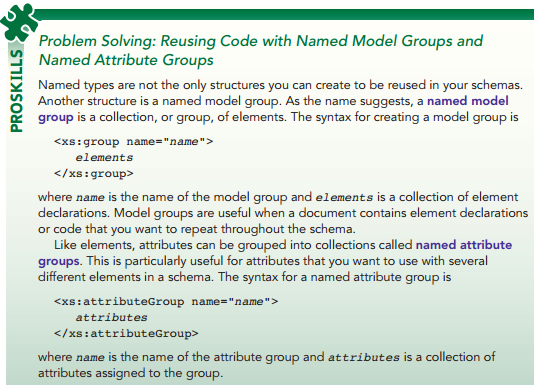 PROSKILLS
Problem Solving: Reusing Code with Named Model Groups and
Named Attribute Groups
Named types are not the only structures you can create to be reused in your schemas.
Another structure is a named model group. As the name suggests, a named model
group is a collection, or group, of elements. The syntax for creating a model group is
<xs:group name="name">
elements
</xs:group>
where name is the name of the model group and elements is a collection of element
declarations. Model groups are useful when a document contains element declarations
or code that you want to repeat throughout the schema.
Like elements, attributes can be grouped into collections called named attribute
groups. This is particularly useful for attributes that you want to use with several
different elements in a schema. The syntax for a named attribute group is
<xs:attributeGroup name="name">
attributes
</xs:attributeGroup>
where name is the name of the attribute group and attributes is a collection of
attributes assigned to the group.